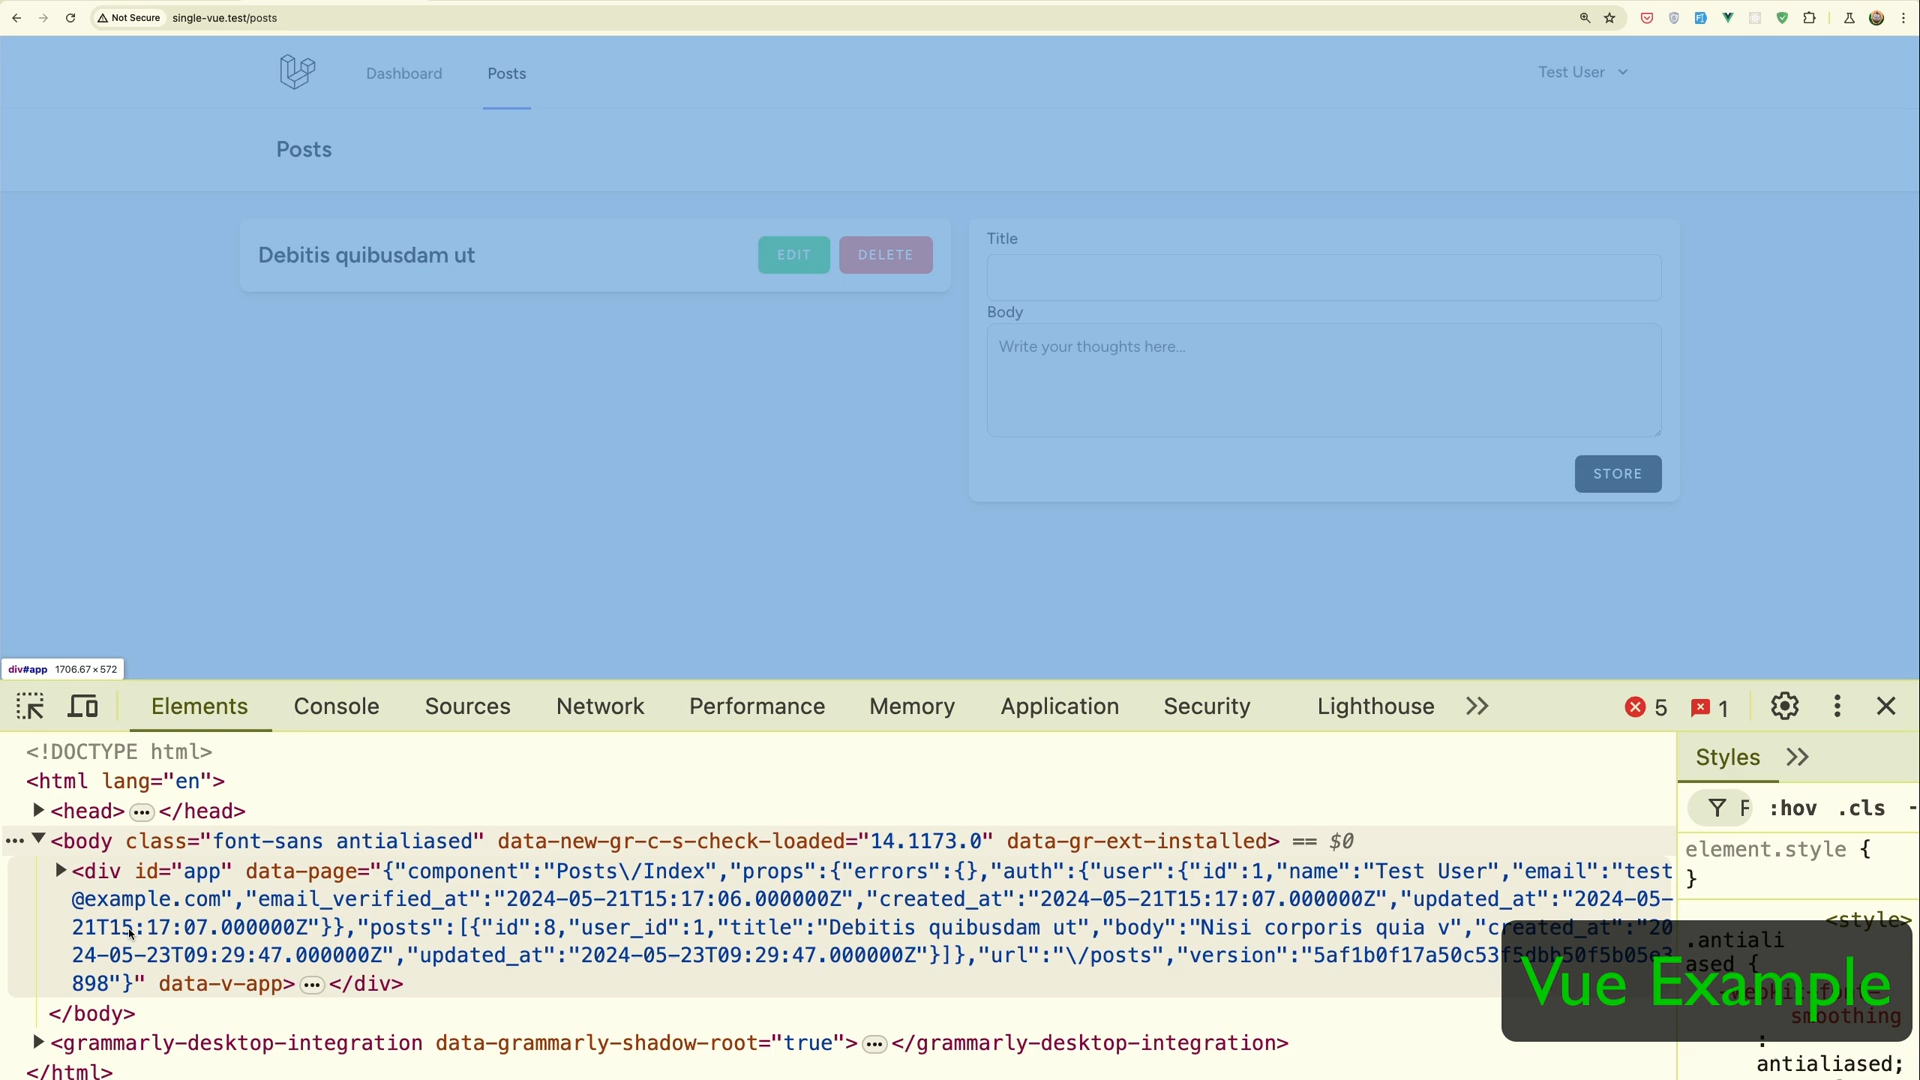 Not Secure single-vue.test/posts
Dashboard Posts Test User
Posts
Debitis quibusdam ut EDIT DELETE
Title
Body
Write your thoughts here...
STORE
div#app 1706.67×572
Elements Console Sources Network Performance Memory Application Security Lighthouse 5 1
<!DOCTYPE html>
<html lang="en">
<head> ••• </head>
<body class="font-sans antialiased" data-new-gr-c-s-check-loaded="14.1173.0" data-gr-ext-installed> == $0
<div id="app" data-page="{"component":"Posts\/Index","props":{"errors":{},"auth":{"user":{"id":1,"name":"Test User","email":"test
@example.com","email_verified_at":"2024-05-21T15:17:06.000000Z","created_at":"2024-05-21T15:17:07.000000Z","updated_at":"2024-05-
21T15:17:07.000000Z"}},"posts":[{"id":8,"user_id":1,"title":"Debitis quibusdam ut","body":"Nisi corporis quia v","created_at":"20
24-05-23T09:29:47.000000Z","updated_at":"2024-05-23T09:29:47.000000Z"}]},"url":"\/posts","version":"5af1b0f17a50c53f5dbb50f5b05e3
898"}" data-v-app> ••• </div>
</body>
<grammarly-desktop-integration data-grammarly-shadow-root="true"> ••• </grammarly-desktop-integration>
</html>
Styles
F :hov .cls
element.style {
}
<style>
.antiali
ased {
smoothing
:
antialiased;
Vue Example